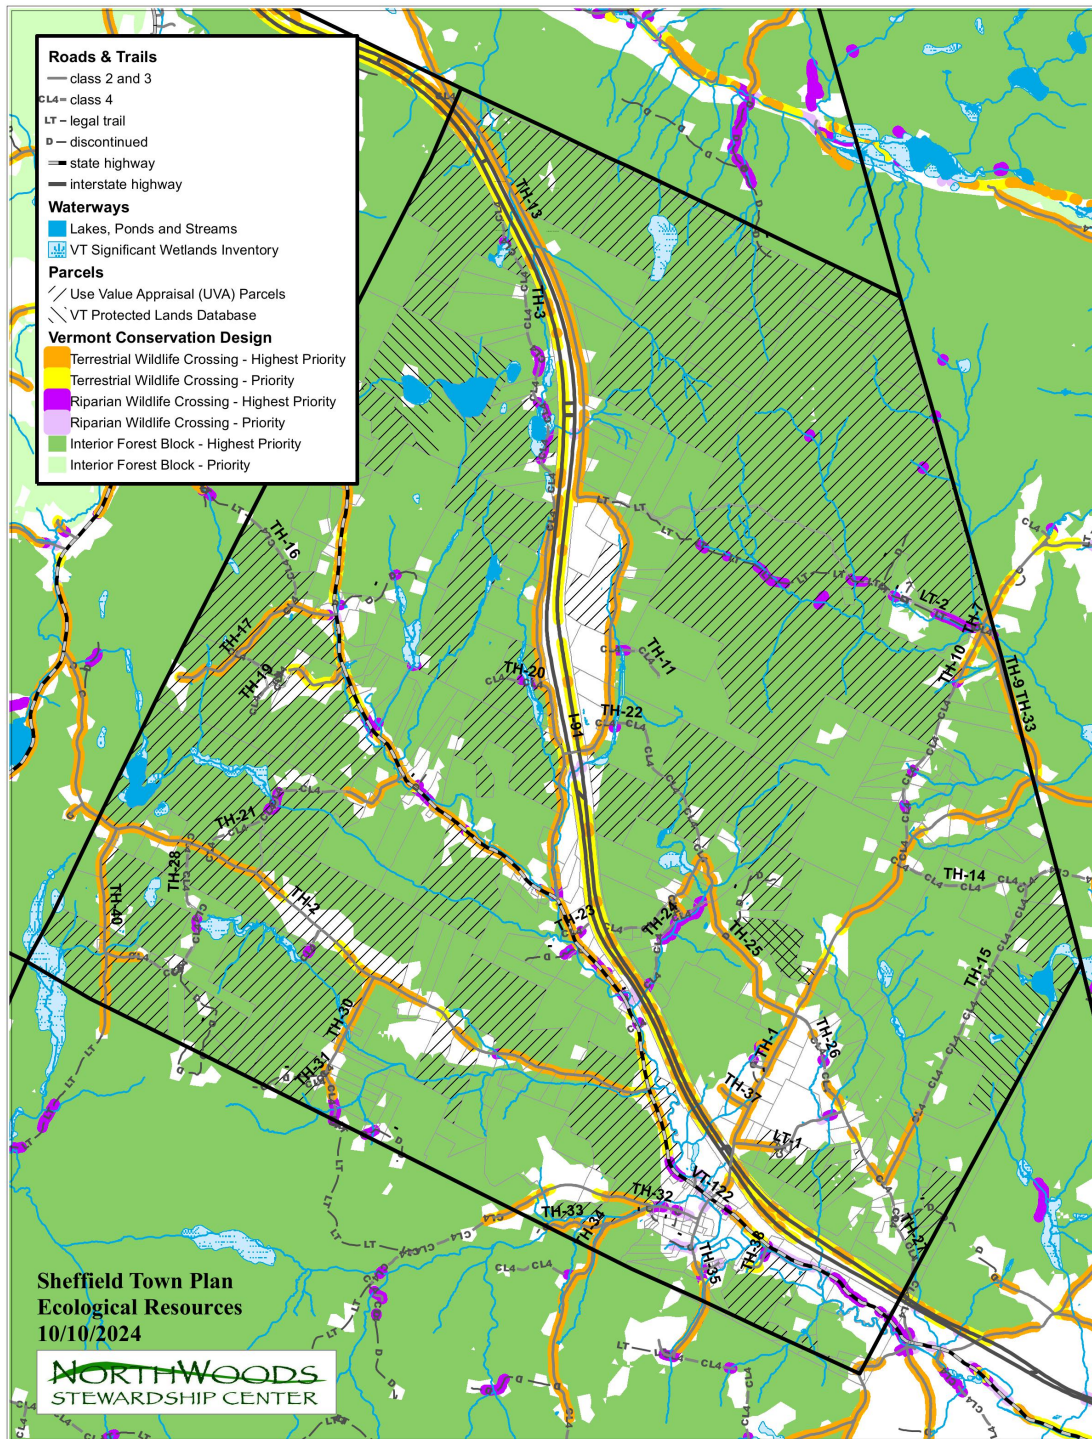 Roads & Trails
class 2 and 3
CL4 class 4
LT legal trail
D discontinued
state highway
interstate highway
Waterways
Lakes, Ponds and Streams
VT Significant Wetlands Inventory
Parcels
Use Value Appraisal (UVA) Parcels
VT Protected Lands Database
Vermont Conservation Design
Terrestrial Wildlife Crossing - Highest Priority
Terrestrial Wildlife Crossing - Priority
Riparian Wildlife Crossing - Highest Priority
Riparian Wildlife Crossing - Priority
Interior Forest Block - Highest Priority
Interior Forest Block - Priority
TH-13
TH-3
TH-16
TH-17
TH-19
TH-20
TH-11
TH-22
I-91
LT-2
TH-7
TH-10
TH-9
TH-33
TH-21
TH-28
TH-40
TH-2
TH-23
TH-24
TH-25
TH-14
TH-15
TH-30
TH-31
TH-1
TH-26
TH-37
LT-1
VT-122
TH-32
TH-33
TH-34
TH-35
TH-38
TH-27
Sheffield Town Plan
Ecological Resources
10/10/2024
NORTHWOODS
STEWARDSHIP CENTER